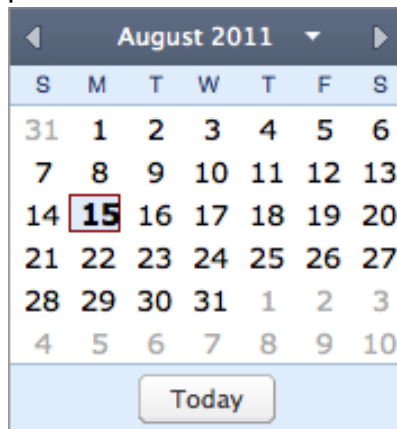 August 2011
S M T W T F S
31 1 2 3 4 5 6
7 8 9 10 11 12 13
14 15 16 17 18 19 20
21 22 23 24 25 26 27
28 29 30 31 1 2 3
4 5 6 7 8 9 10
Today